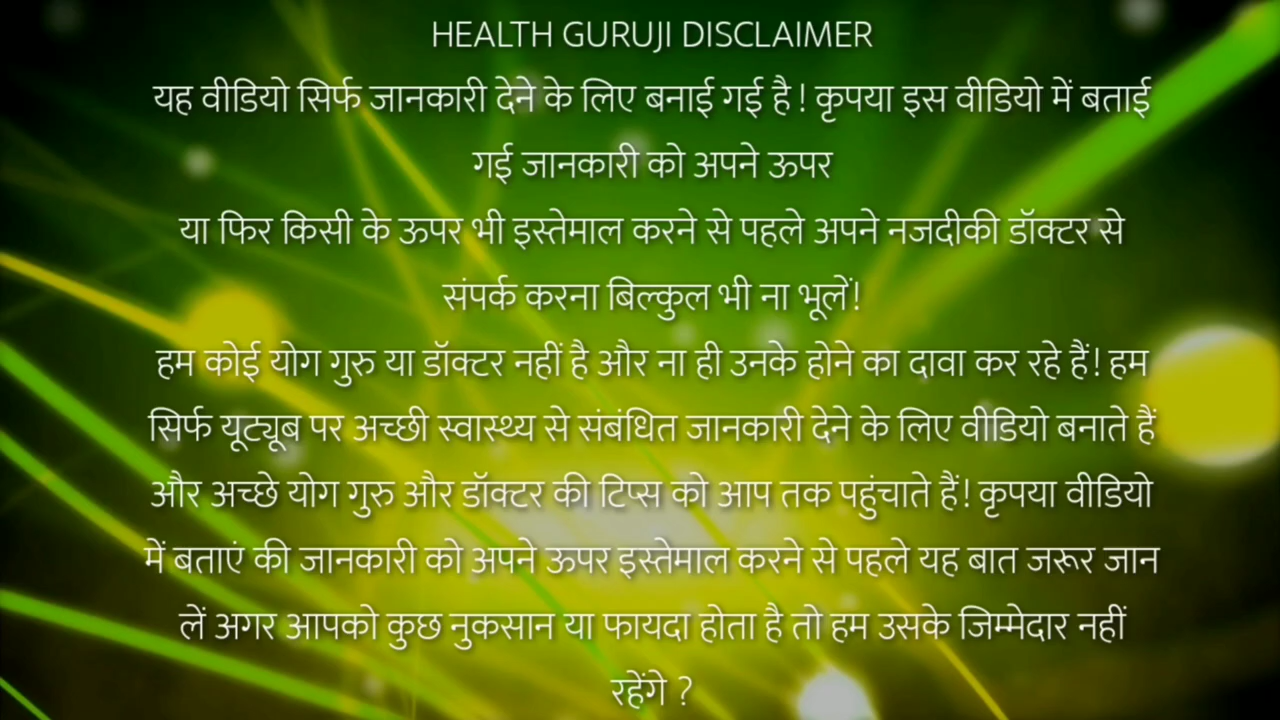 HEALTH GURUJI DISCLAIMER
यह वीडियो सिर्फ जानकारी देने के लिए बनाई गई है ! कृपया इस वीडियो में बताई
गई जानकारी को अपने ऊपर
या फिर किसी के ऊपर भी इस्तेमाल करने से पहले अपने नजदीकी डॉक्टर से
संपर्क करना बिल्कुल भी ना भूलें!
हम कोई योग गुरु या डॉक्टर नहीं है और ना ही उनके होने का दावा कर रहे हैं! हम
सिर्फ यूट्यूब पर अच्छी स्वास्थ्य से संबंधित जानकारी देने के लिए वीडियो बनाते हैं
और अच्छे योग गुरु और डॉक्टर की टिप्स को आप तक पहुंचाते हैं! कृपया वीडियो
में बताएं की जानकारी को अपने ऊपर इस्तेमाल करने से पहले यह बात जरूर जान
लें अगर आपको कुछ नुकसान या फायदा होता है तो हम उसके जिम्मेदार नहीं
रहेंगे ?